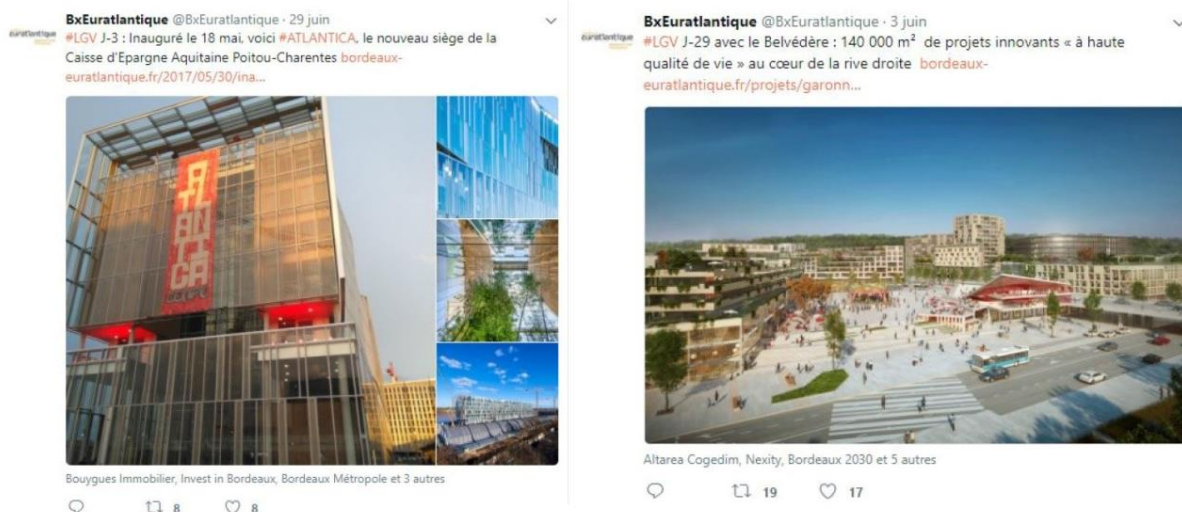 BxEuratlantique @BxEuratlantique · 29 juin
euratlantique
#LGV J-3 : Inauguré le 18 mai, voici #ATLANTICA, le nouveau siège de la
Caisse d'Epargne Aquitaine Poitou-Charentes bordeaux-
euratlantique.fr/2017/05/30/ina...
ATLANTICA
Bouygues Immobilier, Invest in Bordeaux, Bordeaux Métropole et 3 autres
8 8
BxEuratlantique @BxEuratlantique · 3 juin
euratlantique
#LGV J-29 avec le Belvédère : 140 000 m² de projets innovants « à haute
qualité de vie » au cœur de la rive droite bordeaux-
euratlantique.fr/projets/garonn...
Altarea Cogedim, Nexity, Bordeaux 2030 et 5 autres
19 17